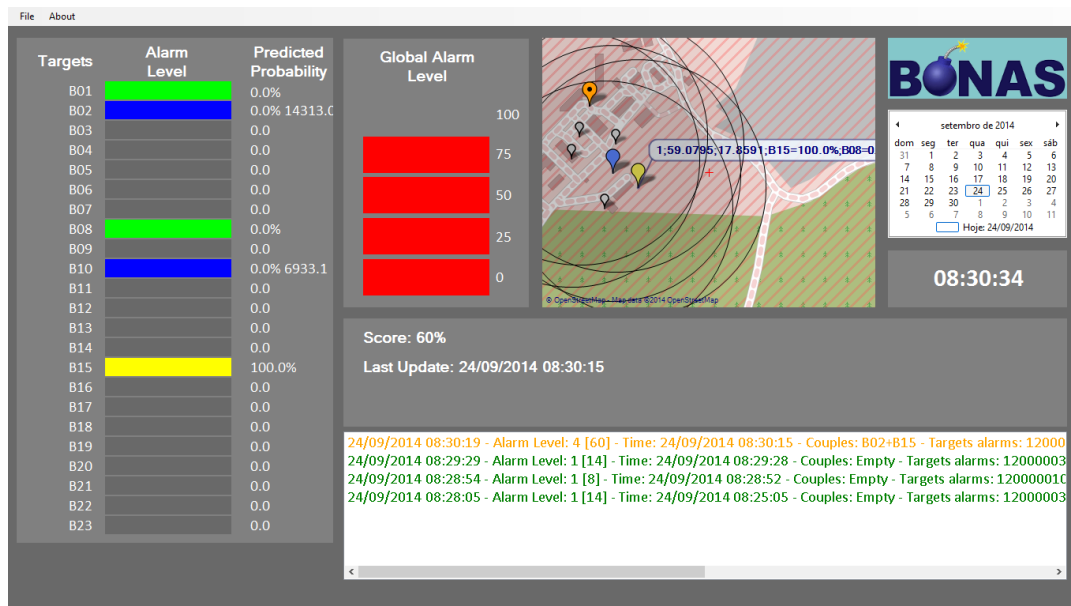 File About
Targets Alarm Level Predicted Probability
B01 0.0%
B02 0.0% 14313.0
B03 0.0
B04 0.0
B05 0.0
B06 0.0
B07 0.0
B08 0.0%
B09 0.0
B10 0.0% 6933.1
B11 0.0
B12 0.0
B13 0.0
B14 0.0
B15 100.0%
B16 0.0
B17 0.0
B18 0.0
B19 0.0
B20 0.0
B21 0.0
B22 0.0
B23 0.0
Global Alarm
Level
100
75
50
25
0
1;59.0795;17.8591;B15=100.0%;B08=0
© OpenStreetMap - Map data ©2014 OpenStreetMap
BONAS
setembro de 2014
dom seg ter qua qui sex sáb
31 1 2 3 4 5 6
7 8 9 10 11 12 13
14 15 16 17 18 19 20
21 22 23 24 25 26 27
28 29 30 1 2 3 4
5 6 7 8 9 10 11
Hoje: 24/09/2014
08:30:34
Score: 60%
Last Update: 24/09/2014 08:30:15
24/09/2014 08:30:19 - Alarm Level: 4 [60] - Time: 24/09/2014 08:30:15 - Couples: B02+B15 - Targets alarms: 12000
24/09/2014 08:29:29 - Alarm Level: 1 [14] - Time: 24/09/2014 08:29:28 - Couples: Empty - Targets alarms: 12000003
24/09/2014 08:28:54 - Alarm Level: 1 [8] - Time: 24/09/2014 08:28:52 - Couples: Empty - Targets alarms: 12000001
24/09/2014 08:28:05 - Alarm Level: 1 [14] - Time: 24/09/2014 08:25:05 - Couples: Empty - Targets alarms: 12000003